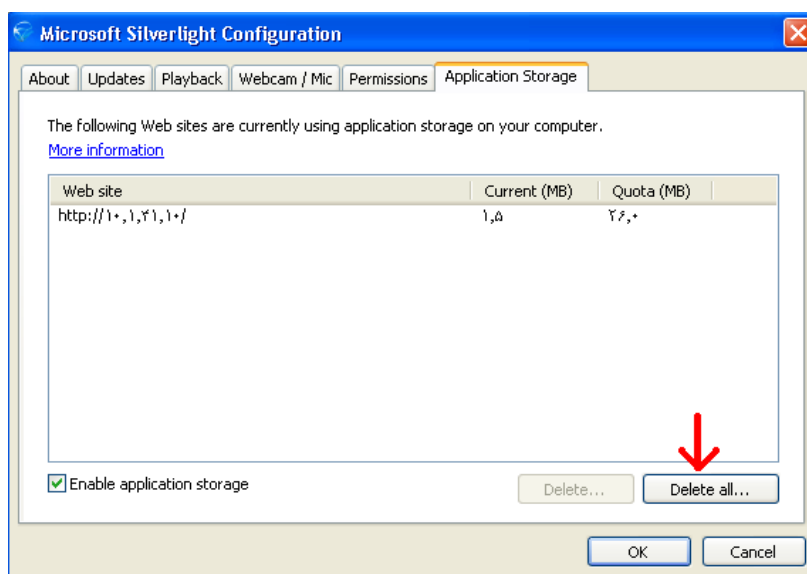 Microsoft Silverlight Configuration
About Updates Playback Webcam / Mic Permissions Application Storage
The following Web sites are currently using application storage on your computer.
More information
Web site Current (MB) Quota (MB)
http://۱۰,۱,۴۱,۱۰/ ۱,۵ ۲۶,۰
Enable application storage Delete... Delete all...
OK Cancel